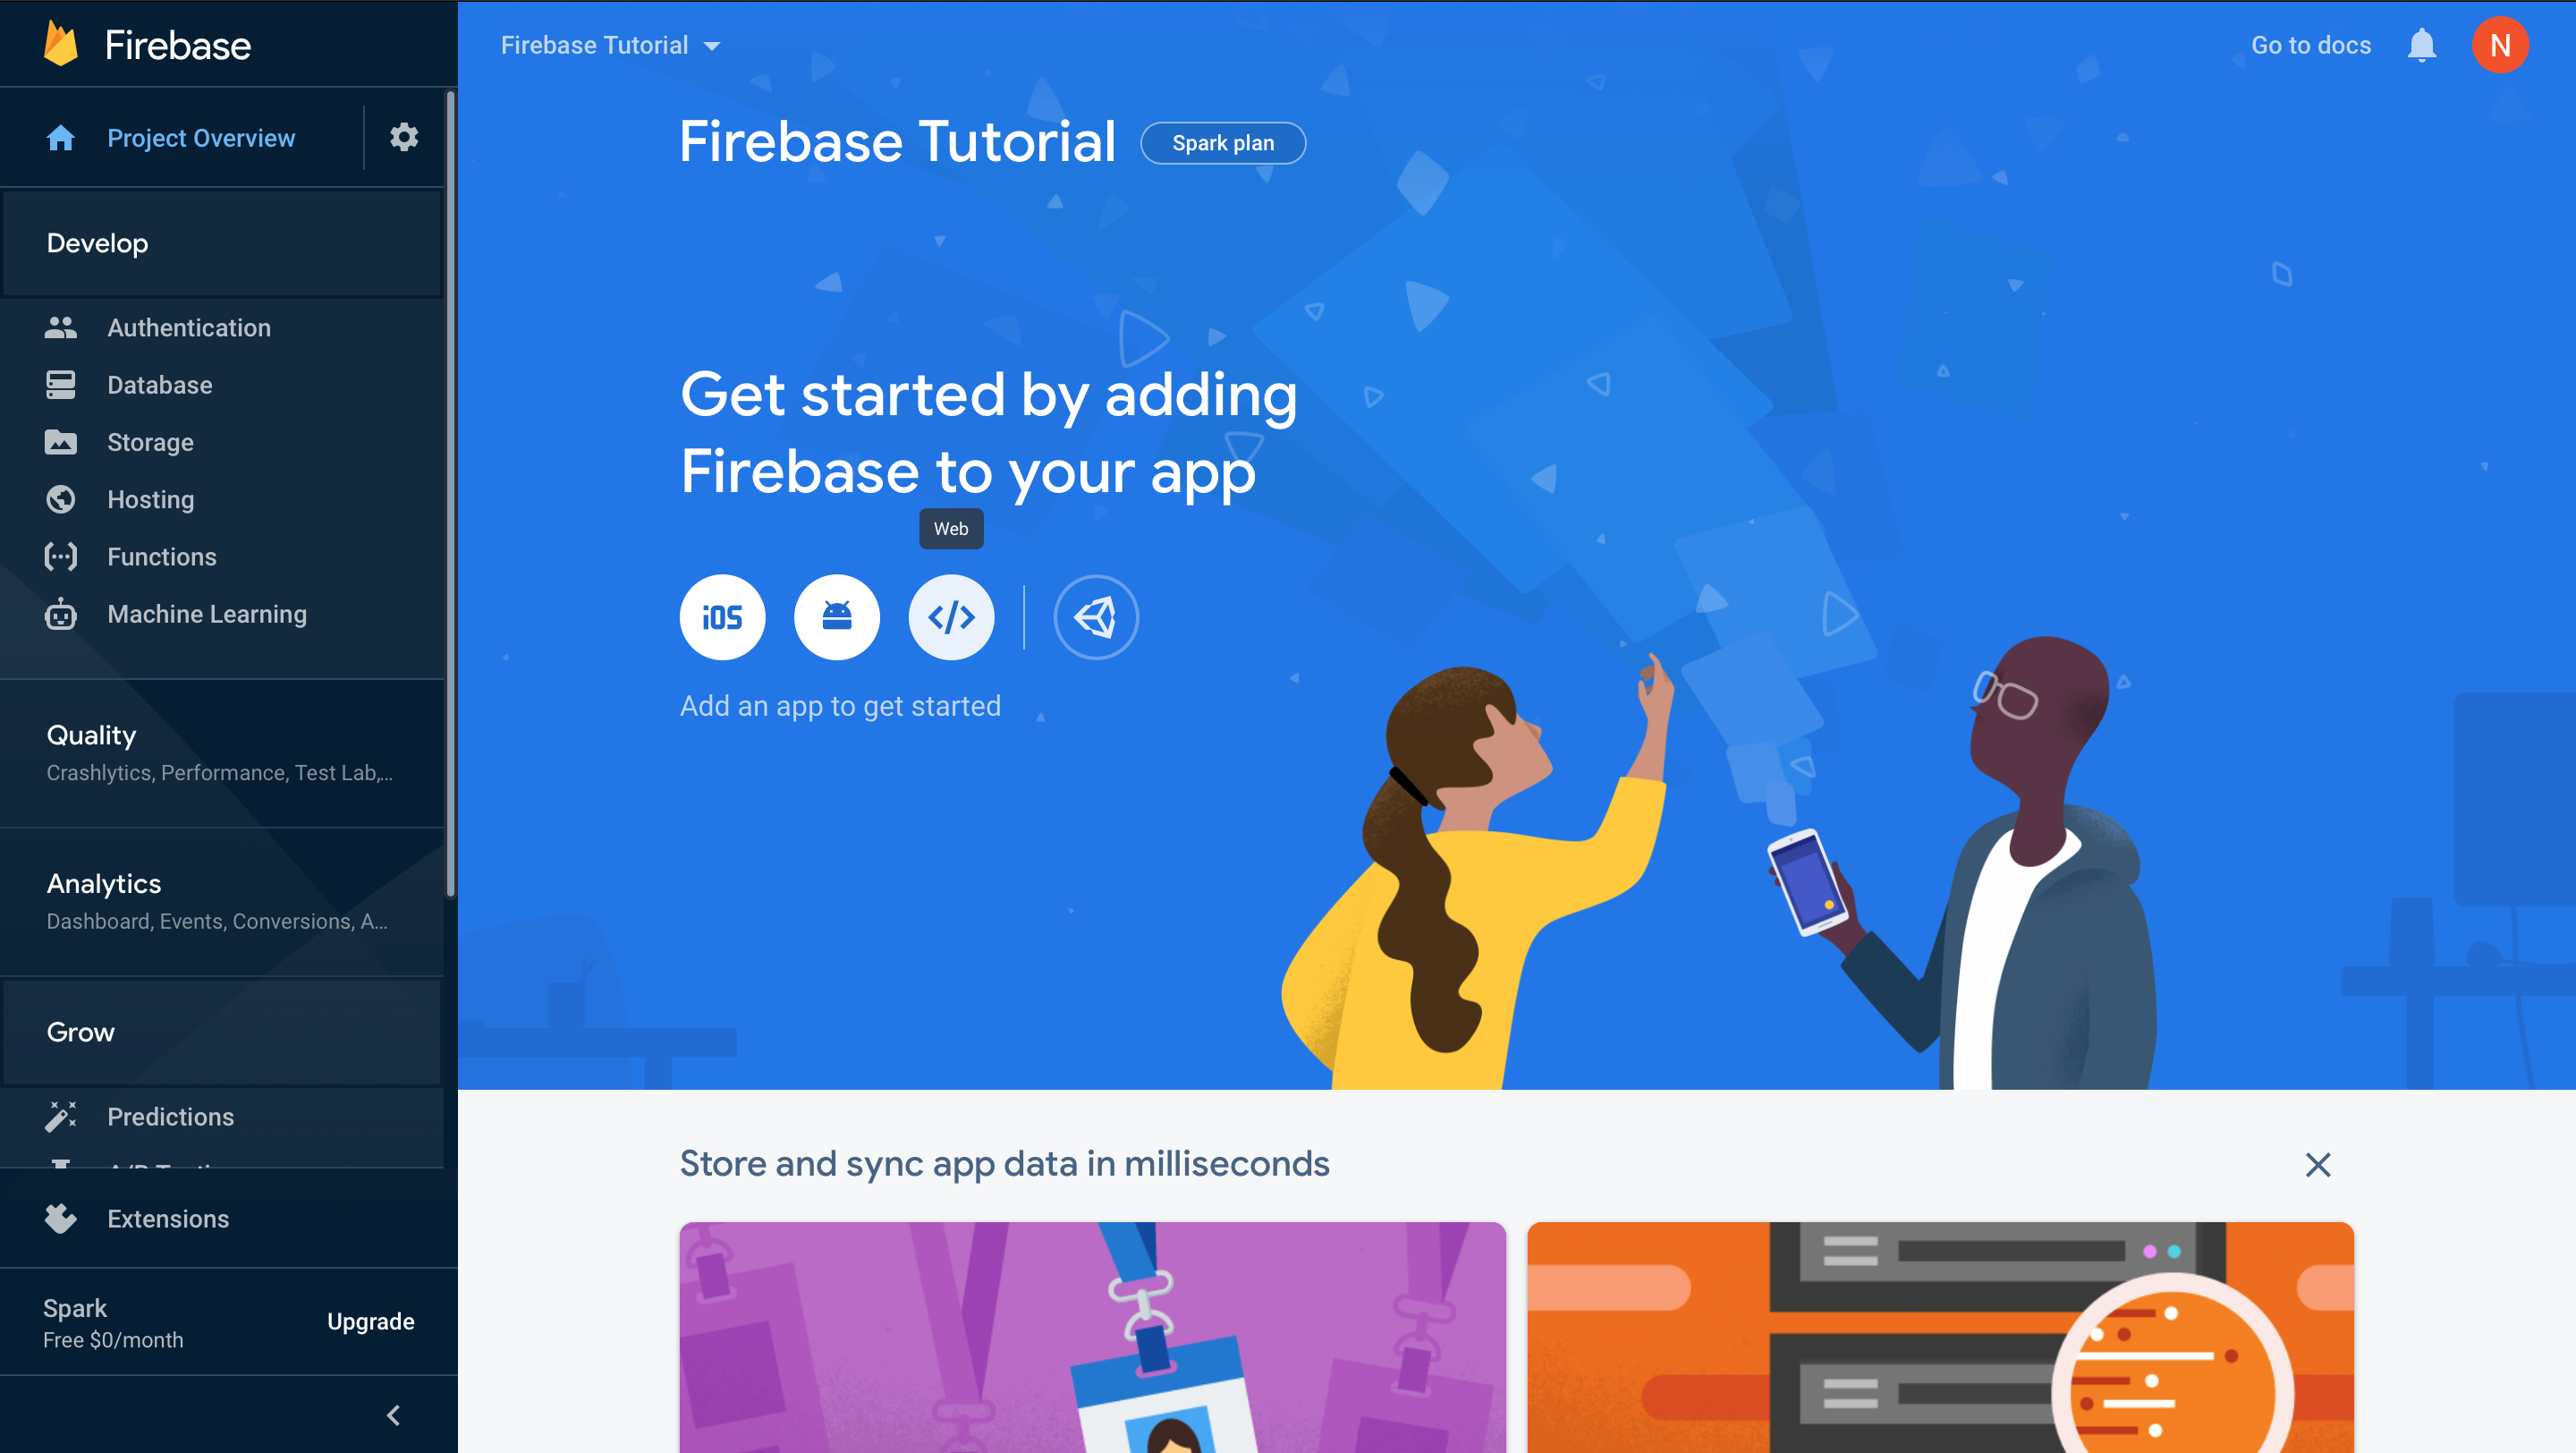 Firebase
Project Overview
Develop
Authentication
Database
Storage
Hosting
Functions
Machine Learning
Quality
Crashlytics, Performance, Test Lab,...
Analytics
Dashboard, Events, Conversions, A...
Grow
Predictions
Extensions
Spark
Free $0/month
Upgrade
Firebase Tutorial
Go to docs
N
Firebase Tutorial
Spark plan
Get started by adding
Firebase to your app
Web
iOS
Add an app to get started
Store and sync app data in milliseconds